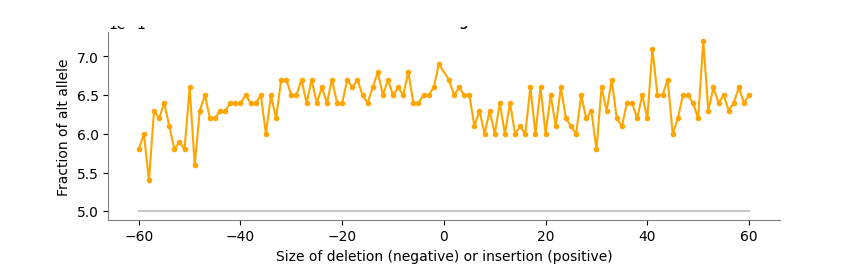 7.0
6.5
6.0
5.5
5.0
Fraction of alt allele
−60 −40 −20 0 20 40 60
Size of deletion (negative) or insertion (positive)